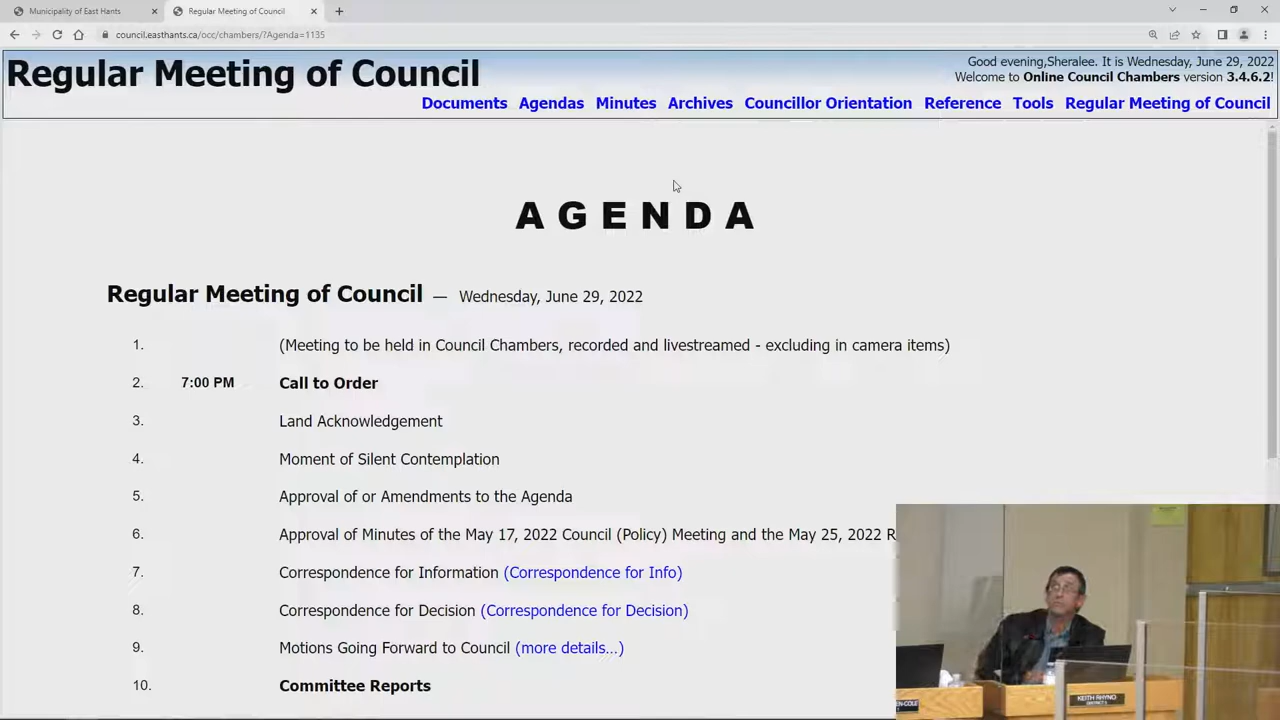 Municipality of East Hants
Regular Meeting of Council
council.easthants.ca/occ/chambers/?Agenda=1135
Regular Meeting of Council
Good evening,Sheralee. It is Wednesday, June 29, 2022
Welcome to Online Council Chambers version 3.4.6.2!
Documents Agendas Minutes Archives Councillor Orientation Reference Tools Regular Meeting of Council
A G E N D A
Regular Meeting of Council — Wednesday, June 29, 2022
1. (Meeting to be held in Council Chambers, recorded and livestreamed - excluding in camera items)
2. 7:00 PM Call to Order
3. Land Acknowledgement
4. Moment of Silent Contemplation
5. Approval of or Amendments to the Agenda
6. Approval of Minutes of the May 17, 2022 Council (Policy) Meeting and the May 25, 2022 R
7. Correspondence for Information (Correspondence for Info)
8. Correspondence for Decision (Correspondence for Decision)
9. Motions Going Forward to Council (more details...)
10. Committee Reports
KEITH RHYNO